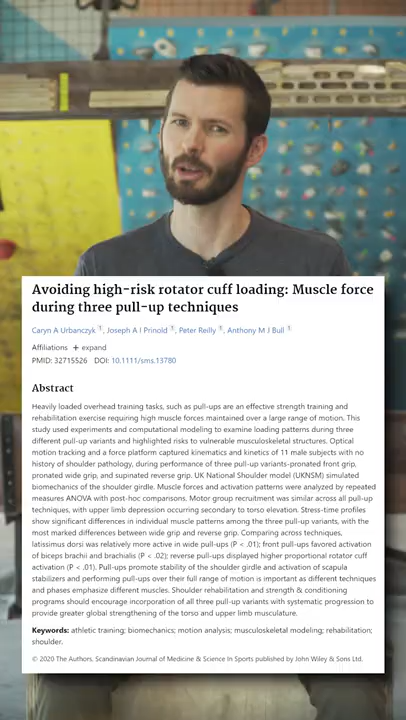 Avoiding high-risk rotator cuff loading: Muscle force
during three pull-up techniques
Caryn A Urbanczyk 1, Joseph A I Prinold 1, Peter Reilly 1, Anthony M J Bull 1
Affiliations + expand
PMID: 32715526 DOI: 10.1111/sms.13780
Abstract
Heavily loaded overhead training tasks, such as pull-ups are an effective strength training and
rehabilitation exercise requiring high muscle forces maintained over a large range of motion. This
study used experiments and computational modeling to examine loading patterns during three
different pull-up variants and highlighted risks to vulnerable musculoskeletal structures. Optical
motion tracking and a force platform captured kinematics and kinetics of 11 male subjects with no
history of shoulder pathology, during performance of three pull-up variants-pronated front grip,
pronated wide grip, and supinated reverse grip. UK National Shoulder model (UKNSM) simulated
biomechanics of the shoulder girdle. Muscle forces and activation patterns were analyzed by repeated
measures ANOVA with post-hoc comparisons. Motor group recruitment was similar across all pull-up
techniques, with upper limb depression occurring secondary to torso elevation. Stress-time profiles
show significant differences in individual muscle patterns among the three pull-up variants, with the
most marked differences between wide grip and reverse grip. Comparing across techniques,
latissimus dorsi was relatively more active in wide pull-ups (P < .01); front pull-ups favored activation
of biceps brachii and brachialis (P < .02); reverse pull-ups displayed higher proportional rotator cuff
activation (P < .01). Pull-ups promote stability of the shoulder girdle and activation of scapula
stabilizers and performing pull-ups over their full range of motion is important as different techniques
and phases emphasize different muscles. Shoulder rehabilitation and strength & conditioning
programs should encourage incorporation of all three pull-up variants with systematic progression to
provide greater global strengthening of the torso and upper limb musculature.
Keywords: athletic training; biomechanics; motion analysis; musculoskeletal modeling; rehabilitation;
shoulder.
© 2020 The Authors. Scandinavian Journal of Medicine & Science In Sports published by John Wiley & Sons Ltd.